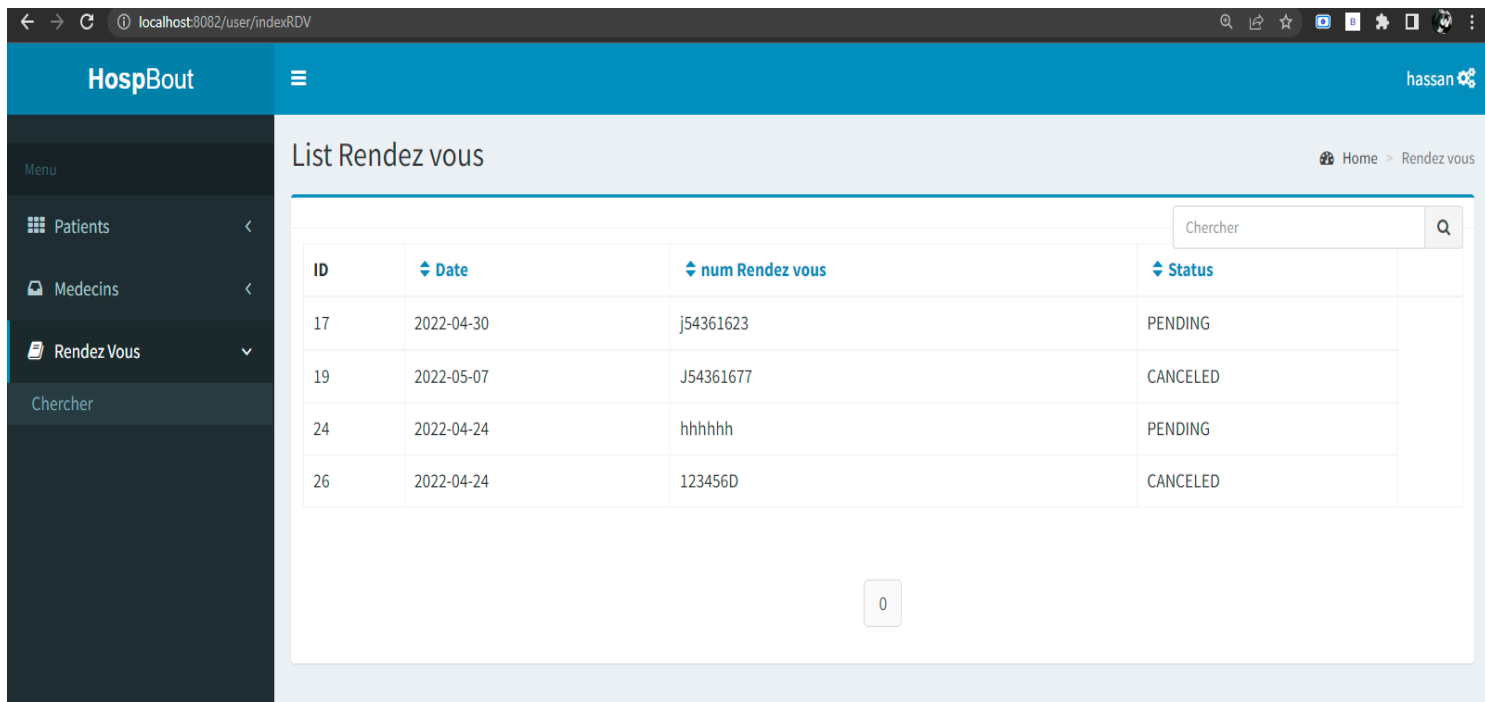 localhost:8082/user/indexRDV
B
HospBout
hassan
List Rendez vous
Home > Rendez vous
Menu
Patients
Medecins
Rendez Vous
Chercher
Chercher
ID Date num Rendez vous Status
17 2022-04-30 j54361623 PENDING
19 2022-05-07 J54361677 CANCELED
24 2022-04-24 hhhhhh PENDING
26 2022-04-24 123456D CANCELED
0